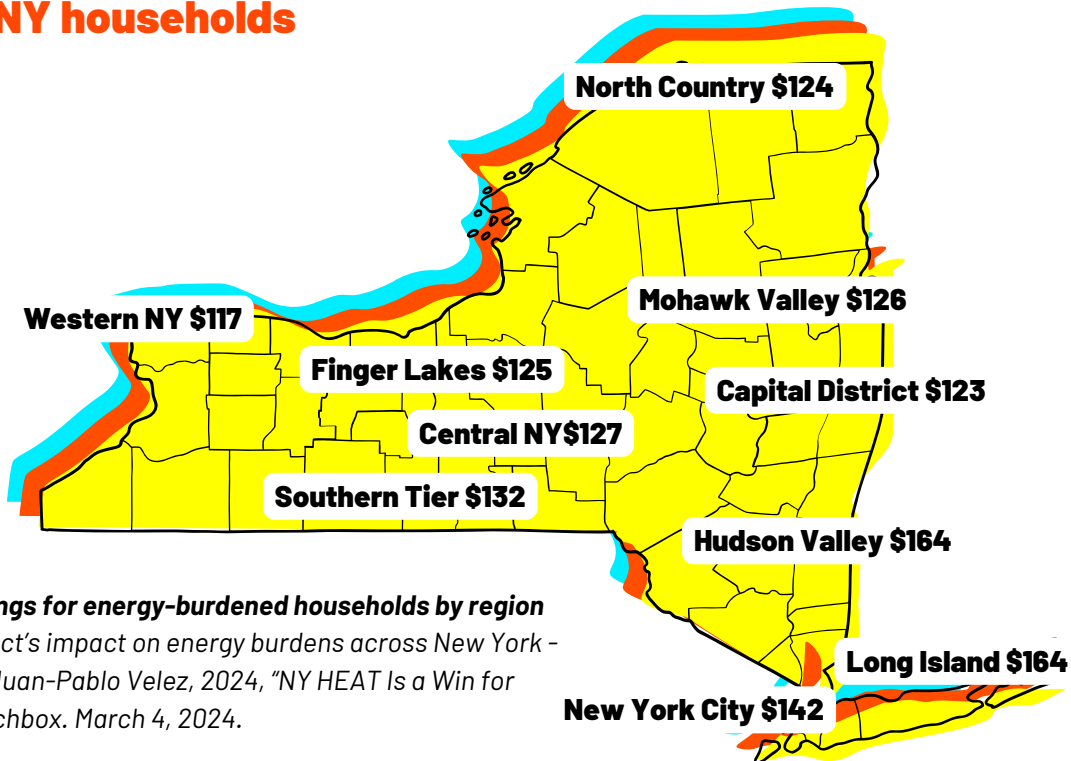 NY households
North Country $124
Western NY $117
Mohawk Valley $126
Finger Lakes $125
Capital District $123
Central NY$127
Southern Tier $132
Hudson Valley $164
ngs for energy-burdened households by region
ct's impact on energy burdens across New York -
Juan-Pablo Velez, 2024, “NY HEAT Is a Win for
chbox. March 4, 2024.
Long Island $164
New York City $142